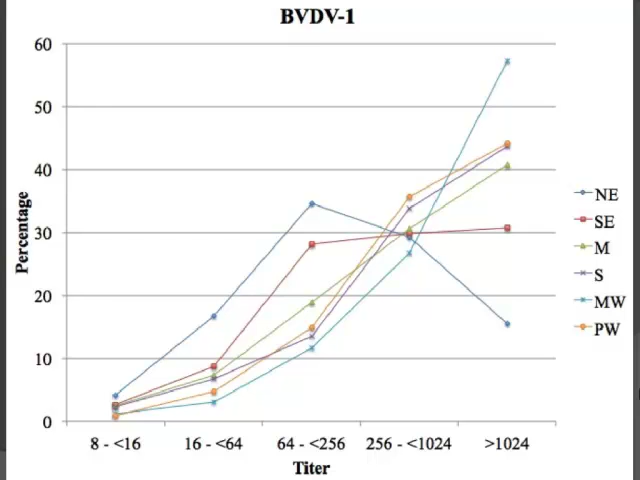 BVDV-1
60
50
40
30
20
10
0
Percentage
8 - <16
16 - <64
64 - <256
256 - <1024
>1024
Titer
NE
SE
M
S
MW
PW